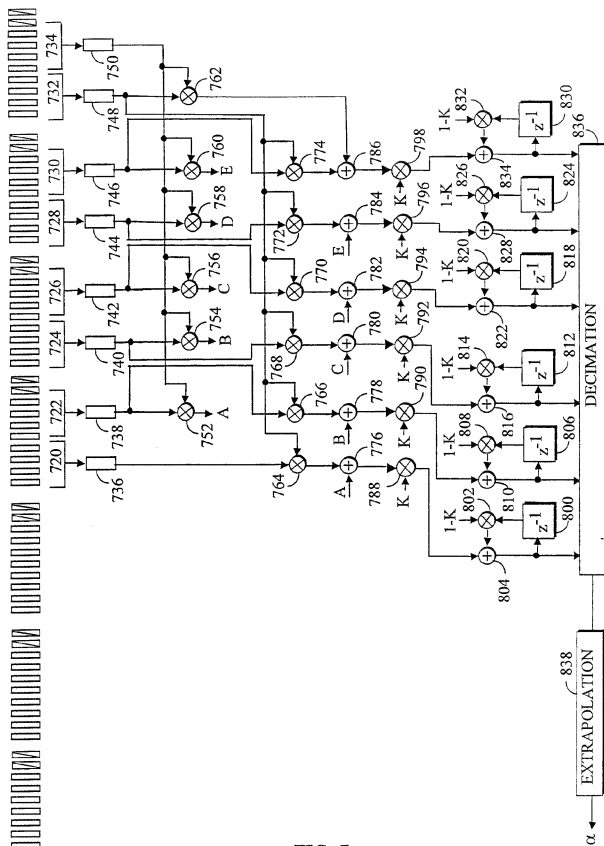 720 722 724 726 728 730 732 734
736 738 740 742 744 746 748 750
752 754 756 758 760 762
A B C D E
764 766 768 770 772 774
A B C D E
776 778 780 782 784 786
K K K K K K
788 790 792 794 796 798
1-K 1-K 1-K 1-K 1-K 1-K
802 808 814 820 826 832
804 810 816 822 828 834
z-1 z-1 z-1 z-1 z-1 z-1
800 806 812 818 824 830
DECIMATION
836
EXTRAPOLATION
838
α